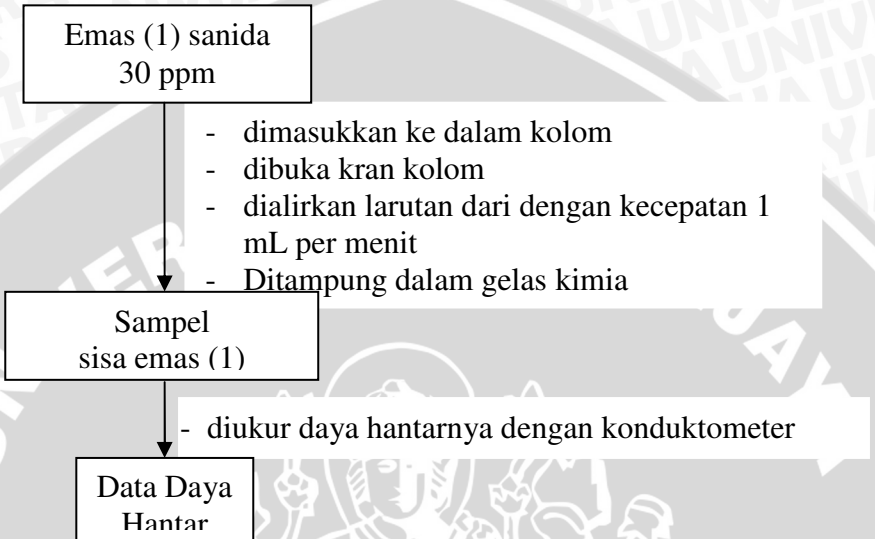 Emas (1) sanida
30 ppm
- dimasukkan ke dalam kolom
- dibuka kran kolom
- dialirkan larutan dari dengan kecepatan 1
mL per menit
- Ditampung dalam gelas kimia
Sampel
sisa emas (1)
- diukur daya hantarnya dengan konduktometer
Data Daya
Hantar